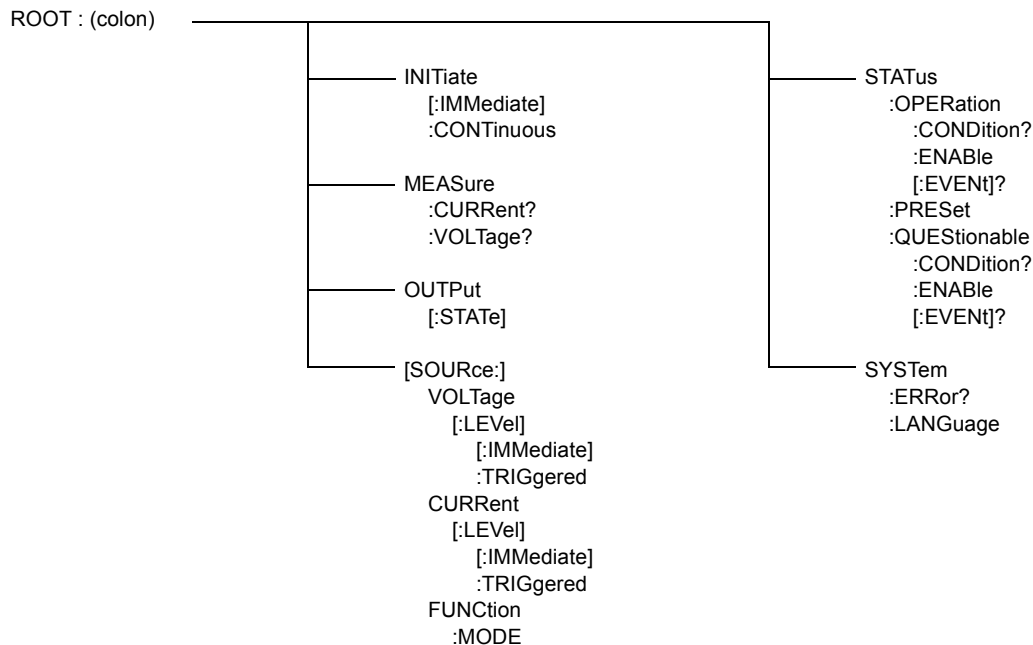 ROOT : (colon)
INITiate
[:IMMediate]
:CONTinuous
MEASure
:CURRent?
:VOLTage?
OUTPut
[:STATe]
[SOURce:]
VOLTage
[:LEVel]
[:IMMediate]
:TRIGgered
CURRent
[:LEVel]
[:IMMediate]
:TRIGgered
FUNCtion
:MODE
STATus
:OPERation
:CONDition?
:ENABle
[:EVENt]?
:PRESet
:QUEStionable
:CONDition?
:ENABle
[:EVENt]?
SYSTem
:ERRor?
:LANGuage